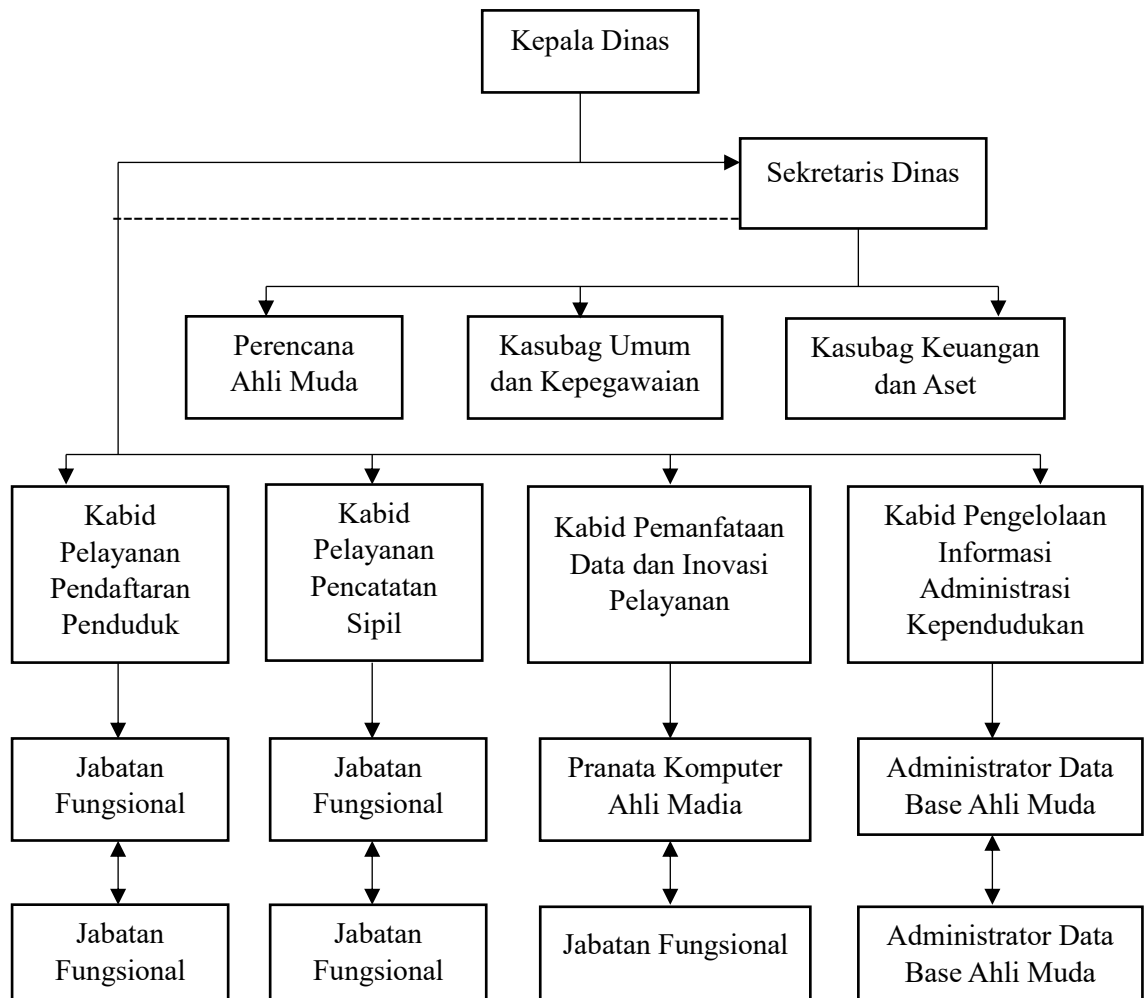 Kepala Dinas
Sekretaris Dinas
Perencana
Ahli Muda
Kasubag Umum
dan Kepegawaian
Kasubag Keuangan
dan Aset
Kabid
Pelayanan
Pendaftaran
Penduduk
Kabid
Pelayanan
Pencatatan
Sipil
Kabid Pemanfataan
Data dan Inovasi
Pelayanan
Kabid Pengelolaan
Informasi
Administrasi
Kependudukan
Jabatan
Fungsional
Jabatan
Fungsional
Pranata Komputer
Ahli Madia
Administrator Data
Base Ahli Muda
Jabatan
Fungsional
Jabatan
Fungsional
Jabatan Fungsional
Administrator Data
Base Ahli Muda